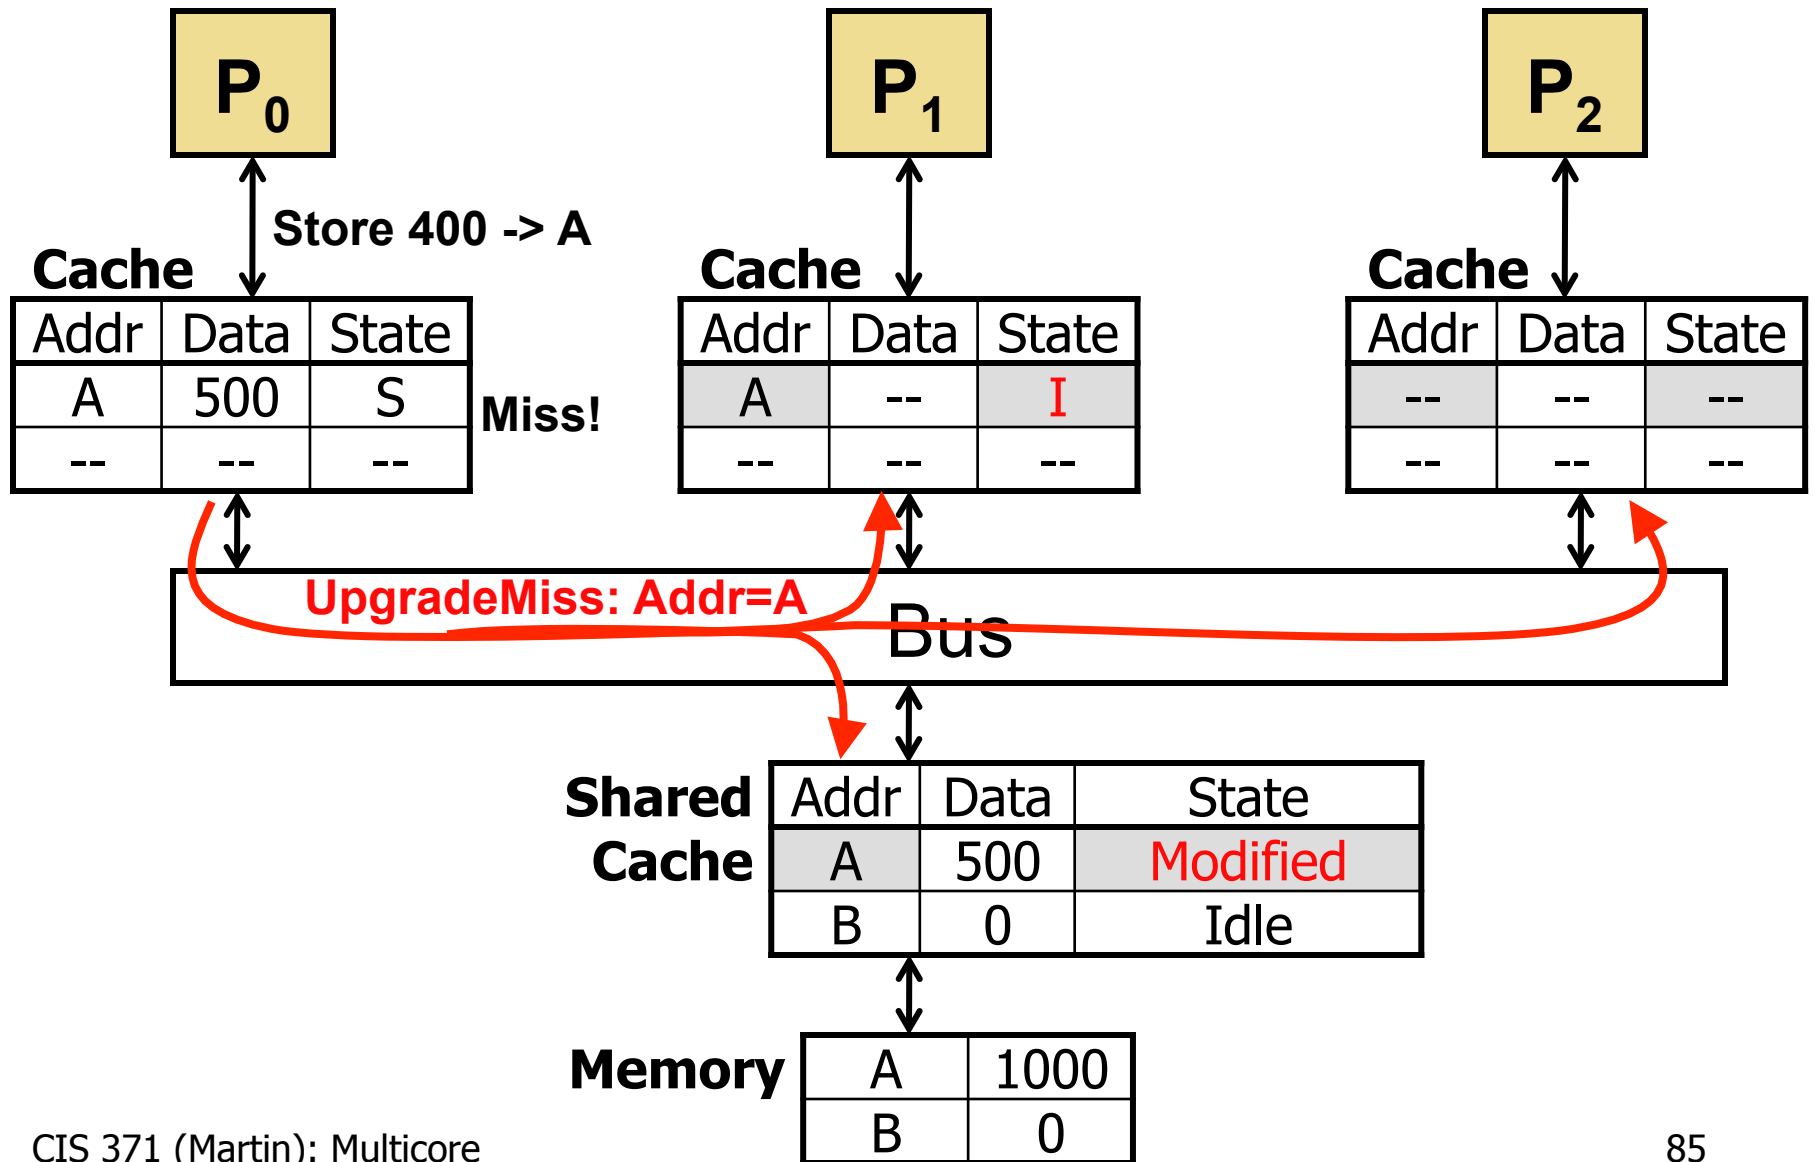 P0 P1 P2
Store 400 -> A
Cache Cache Cache
Addr Data State Addr Data State Addr Data State
A 500 S Miss! A -- I -- -- --
-- -- -- -- -- -- -- -- --
UpgradeMiss: Addr=A
Bus
Shared Addr Data State
Cache A 500 Modified
B 0 Idle
Memory A 1000
B 0
CIS 371 (Martin): Multicore 85